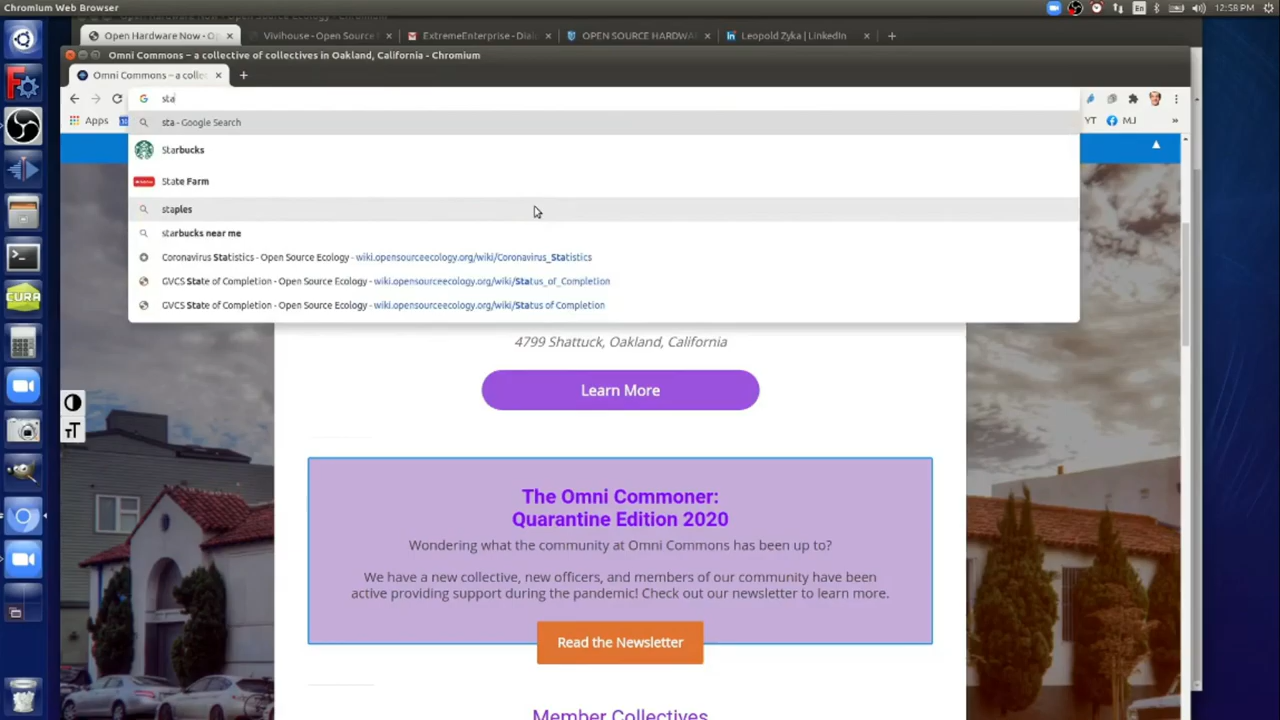 Chromium Web Browser
En
12:58 PM
Open Hardware Now - Op
Vivihouse - Open Source
ExtremeEnterprise - Dial
OPEN SOURCE HARDWA
Leopold Zyka | LinkedIn
Omni Commons – a collective of collectives in Oakland, California - Chromium
Omni Commons – a collec
sta
Apps
YT
MJ
»
sta - Google Search
Starbucks
State Farm
staples
starbucks near me
Coronavirus Statistics - Open Source Ecology - wiki.opensourceecology.org/wiki/Coronavirus_Statistics
GVCS State of Completion - Open Source Ecology - wiki.opensourceecology.org/wiki/Status_of_Completion
GVCS State of Completion - Open Source Ecology - wiki.opensourceecology.org/wiki/Status of Completion
CURA
4799 Shattuck, Oakland, California
Learn More
The Omni Commoner:
Quarantine Edition 2020
Wondering what the community at Omni Commons has been up to?
We have a new collective, new officers, and members of our community have been
active providing support during the pandemic! Check out our newsletter to learn more.
Read the Newsletter
Member Collectives